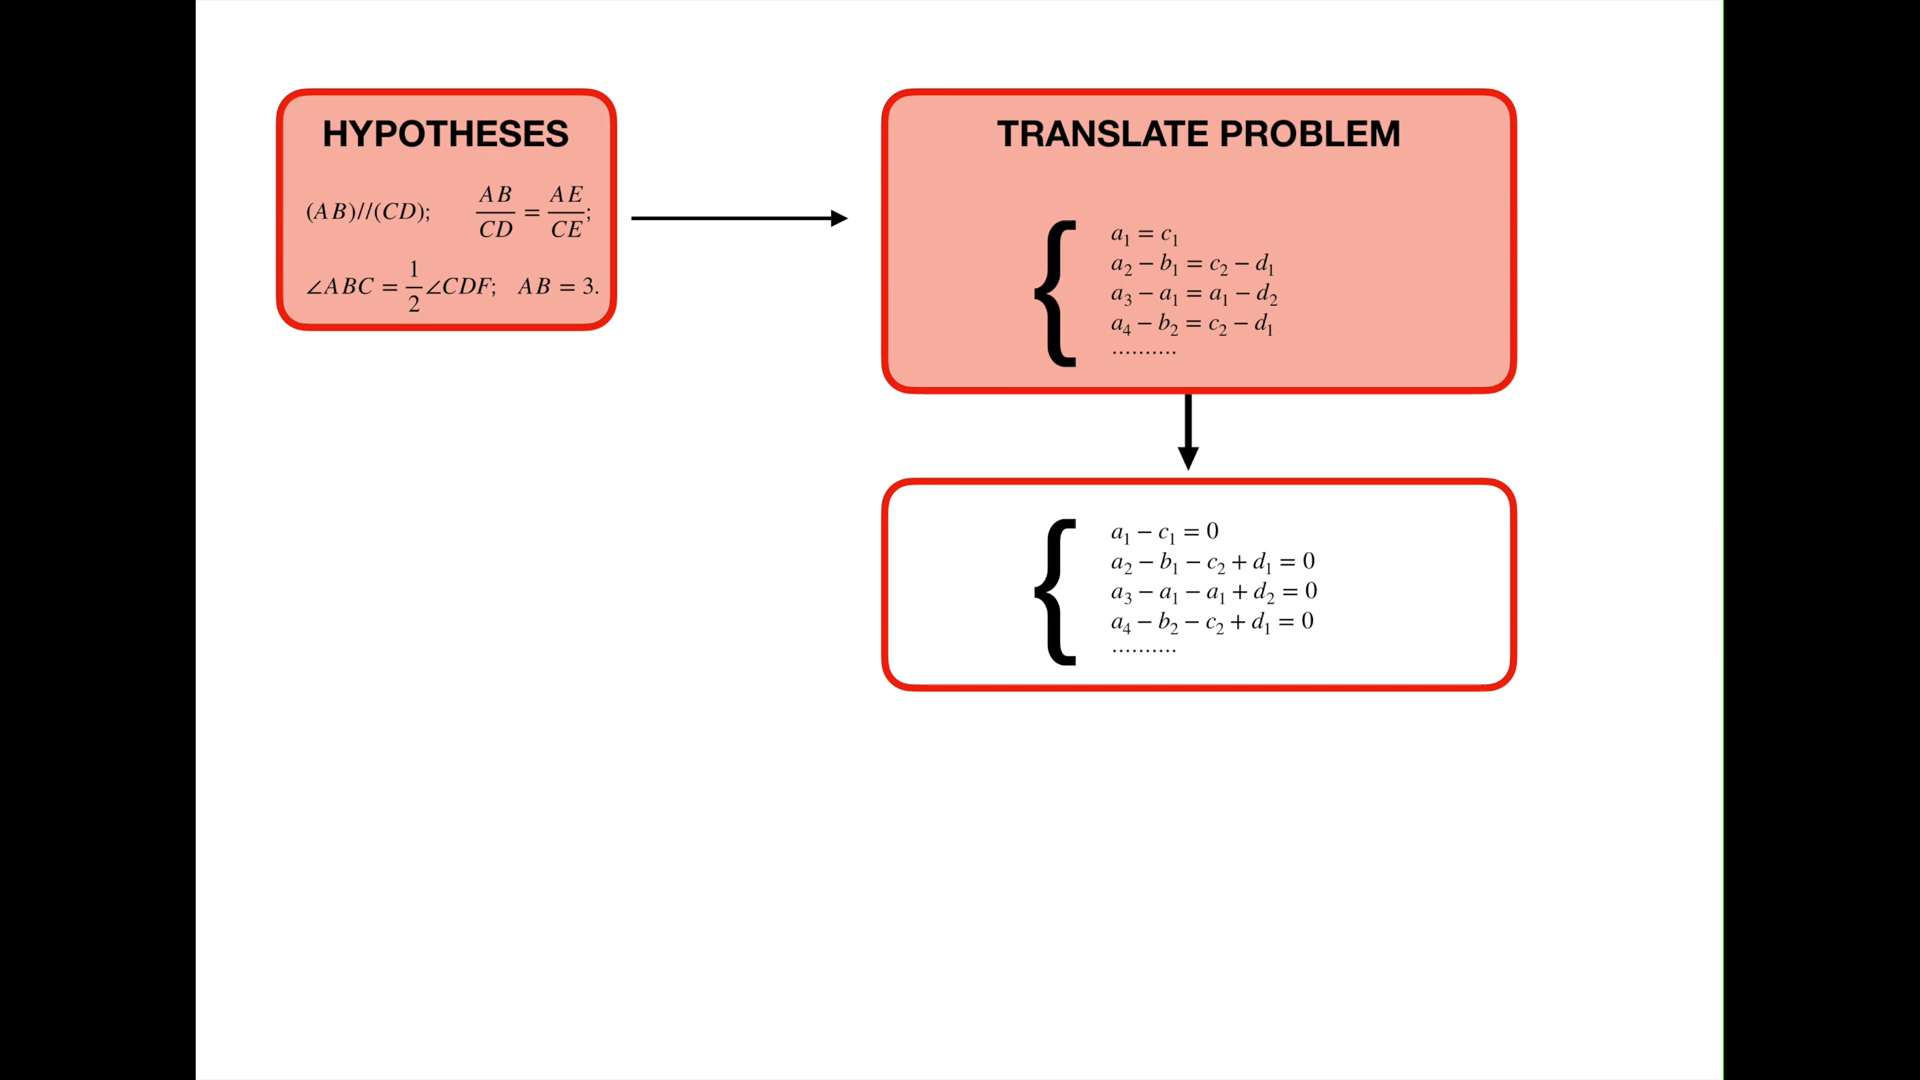 HYPOTHESES
(AB)//(CD); AB/CD = AE/CE;
∠ABC = 1/2 ∠CDF; AB = 3.
TRANSLATE PROBLEM
a₁ = c₁
a₂ − b₁ = c₂ − d₁
a₃ − a₁ = a₁ − d₂
a₄ − b₂ = c₂ − d₁
..........
a₁ − c₁ = 0
a₂ − b₁ − c₂ + d₁ = 0
a₃ − a₁ − a₁ + d₂ = 0
a₄ − b₂ − c₂ + d₁ = 0
..........